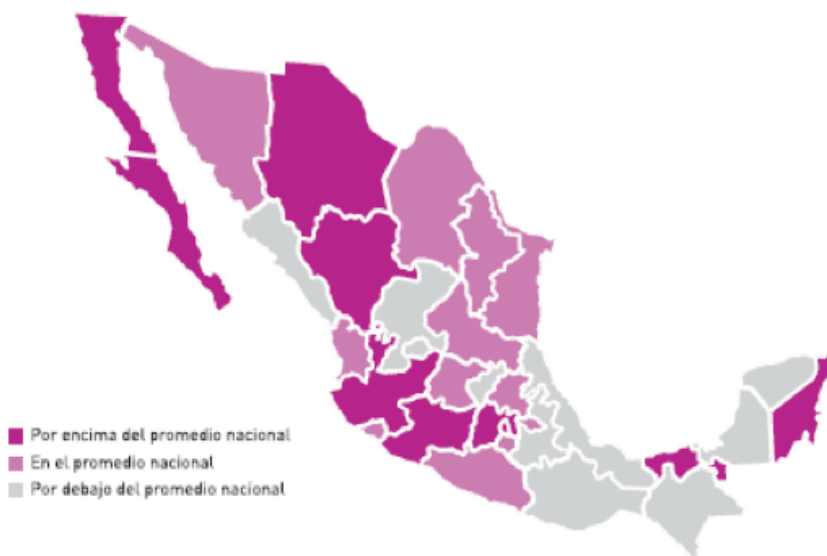 Por encima del promedio nacional
En el promedio nacional
Por debajo del promedio nacional